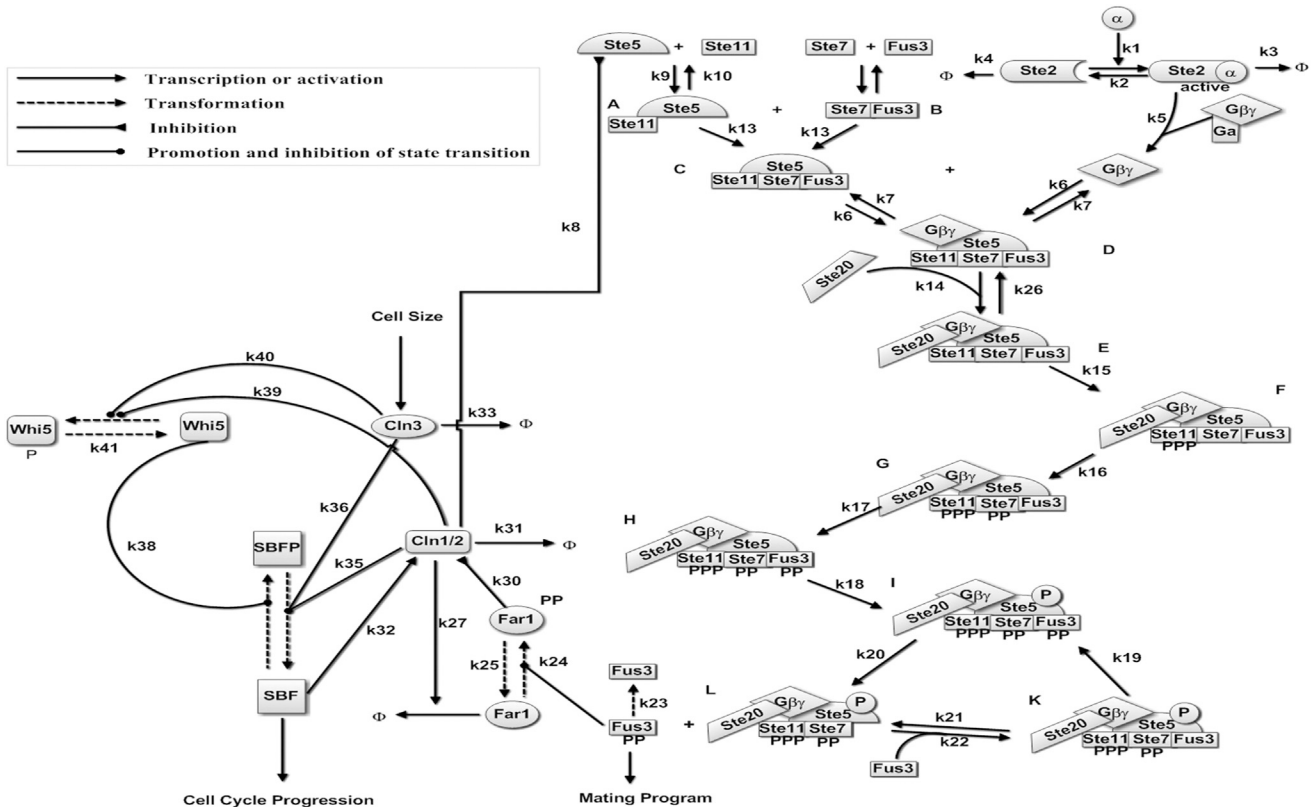 Transcription or activation
Transformation
Inhibition
Promotion and inhibition of state transition
Ste5 + Ste11
Ste7 + Fus3
α
k1
k4
k3
Φ
Ste2
k2
Ste2 α
active
Φ
k9
k10
A
Ste5
Ste11
+
Ste7 Fus3
B
k5
Gβγ
Ga
k13
k13
C
Ste5
Ste11 Ste7 Fus3
+
Gβγ
k6
k7
k6
k7
k8
Gβγ
Ste5
Ste11 Ste7 Fus3
D
Ste20
k14
k26
Gβγ
Ste20
Ste5
Ste11 Ste7 Fus3
E
k15
F
Gβγ
Ste20
Ste5
Ste11 Ste7 Fus3
PPP
k16
G
Gβγ
Ste20
Ste5
Ste11 Ste7 Fus3
PPP PP
k17
H
Gβγ
Ste20
Ste5
Ste11 Ste7 Fus3
PPP PP PP
k18
I
Gβγ
Ste20
Ste5 P
Ste11 Ste7 Fus3
PPP PP PP
k20
k19
L
+
Gβγ
Ste20
P
Ste5
Ste11 Ste7
PPP PP
k21
k22
Fus3
K
Gβγ
Ste20
Ste5 P
Ste11 Ste7 Fus3
PPP PP
Cell Size
k40
k39
Whi5
P
k41
Whi5
Cln3
k33
Φ
k36
k38
SBFP
k35
Cln1/2
k31
Φ
k30
PP
Far1
k32
k27
k25
k24
Fus3
k23
SBF
Φ
Far1
Fus3
PP
Cell Cycle Progression
Mating Program